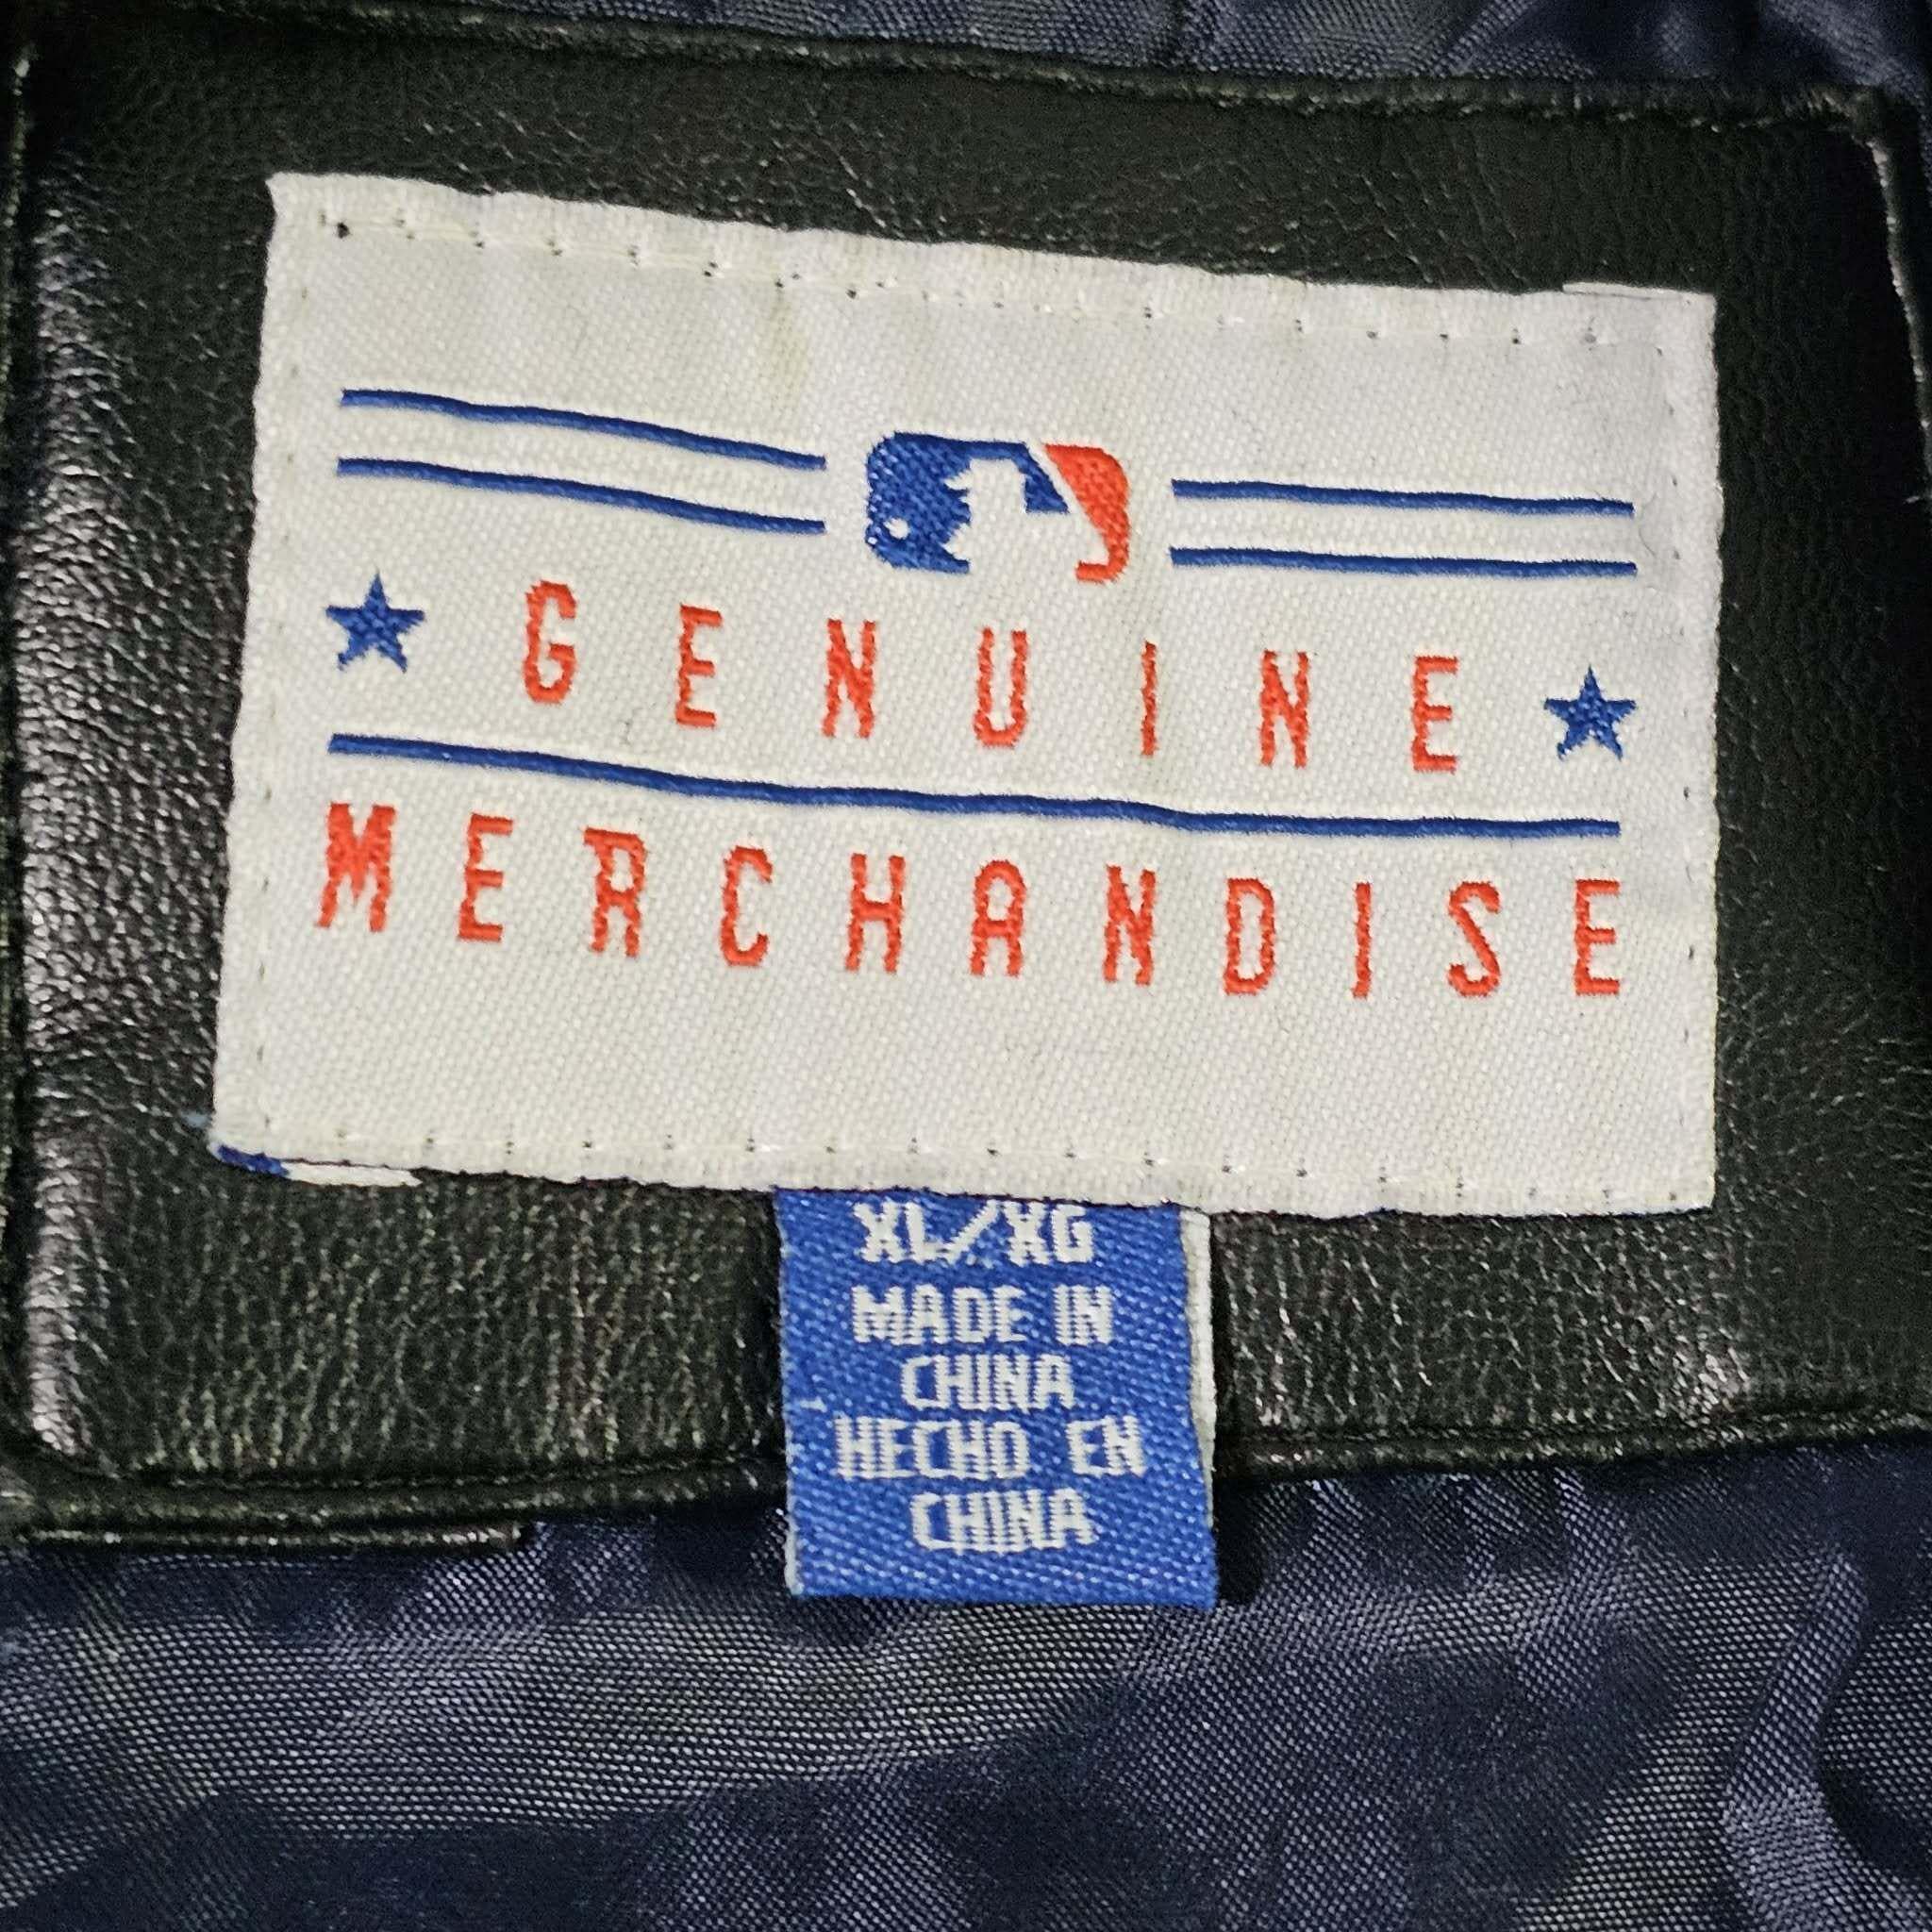 GENUINE
MERCHANDISE
XL/XG
MADE IN
CHINA
HECHO EN
CHINA